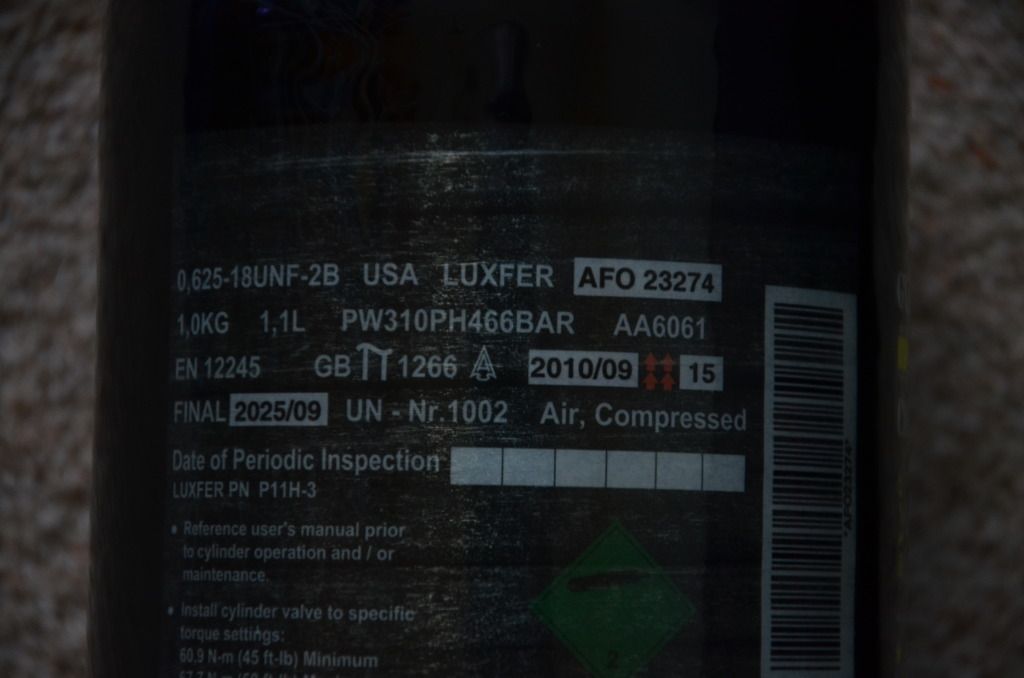 0,625-18UNF-2B USA LUXFER AFO 23274
1,0KG 1,1L PW310PH466BAR AA6061
EN 12245 GB 1266 2010/09 15
FINAL 2025/09 UN - Nr.1002 Air, Compressed
Date of Periodic Inspection
LUXFER PN P11H-3
• Reference user's manual prior
to cylinder operation and / or
maintenance.
• Install cylinder valve to specific
torque settings:
60,9 N-m (45 ft-lb) Minimum
2
*AFO23274*